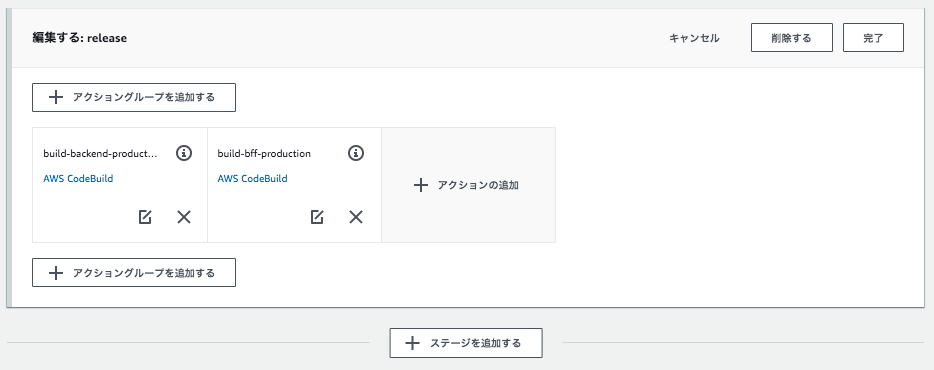 編集する: release
キャンセル
削除する
完了
アクショングループを追加する
build-backend-product...
build-bff-production
AWS CodeBuild
AWS CodeBuild
アクションの追加
アクショングループを追加する
ステージを追加する